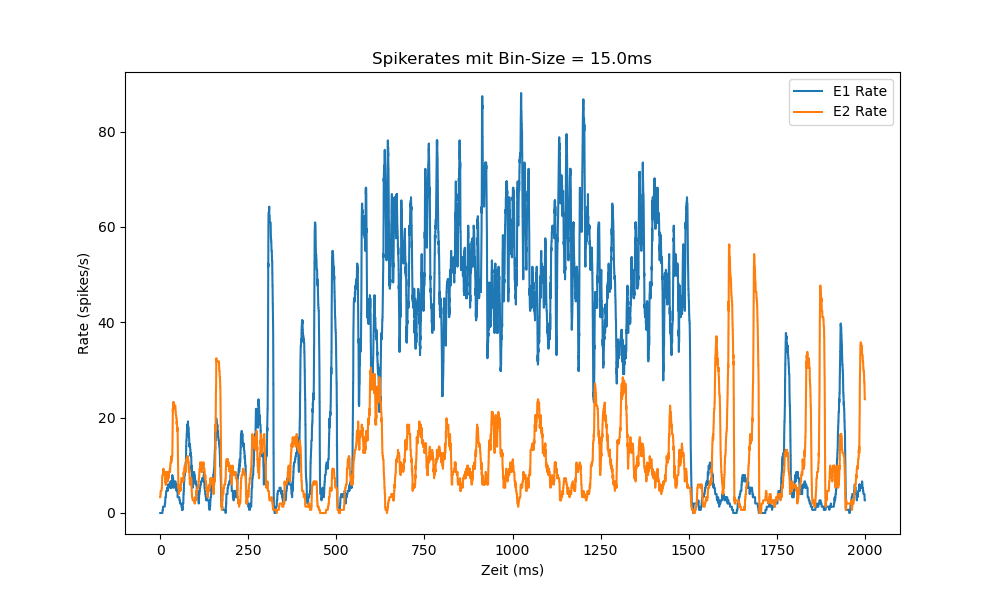 Spikerates mit Bin-Size = 15.0ms
E1 Rate
E2 Rate
80
60
40
20
0
Rate (spikes/s)
0 250 500 750 1000 1250 1500 1750 2000
Zeit (ms)